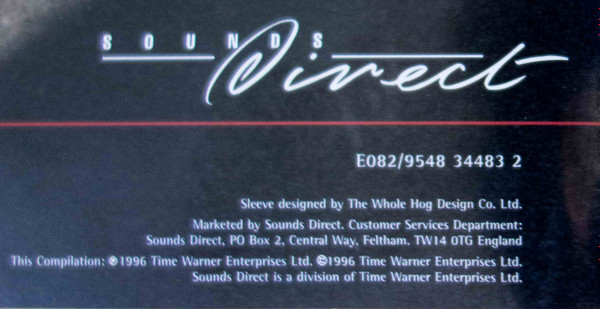 SOUNDS
Direct
E082/9548 34483 2
Sleeve designed by The Whole Hog Design Co. Ltd.
Marketed by Sounds Direct. Customer Services Department:
Sounds Direct, PO Box 2, Central Way, Feltham. TW14 0TG England
This Compilation: ℗1996 Time Warner Enterprises Ltd. ©1996 Time Warner Enterprises Ltd.
Sounds Direct is a division of Time Warner Enterprises Ltd.